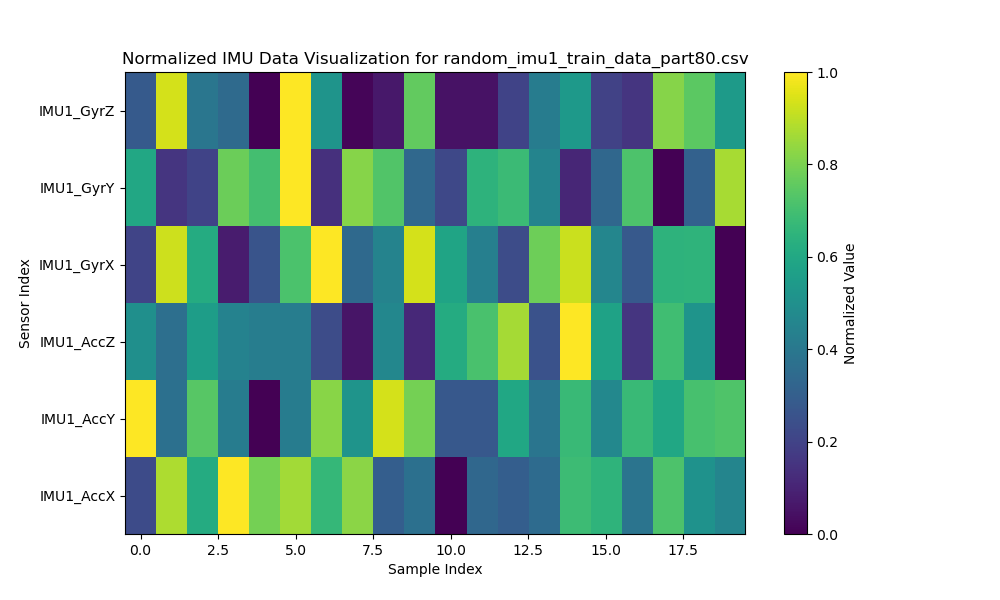 Normalized IMU Data Visualization for random_imu1_train_data_part80.csv
Sensor Index
IMU1_GyrZ
IMU1_GyrY
IMU1_GyrX
IMU1_AccZ
IMU1_AccY
IMU1_AccX
0.0 2.5 5.0 7.5 10.0 12.5 15.0 17.5
Sample Index
1.0
0.8
0.6
0.4
0.2
0.0
Normalized Value